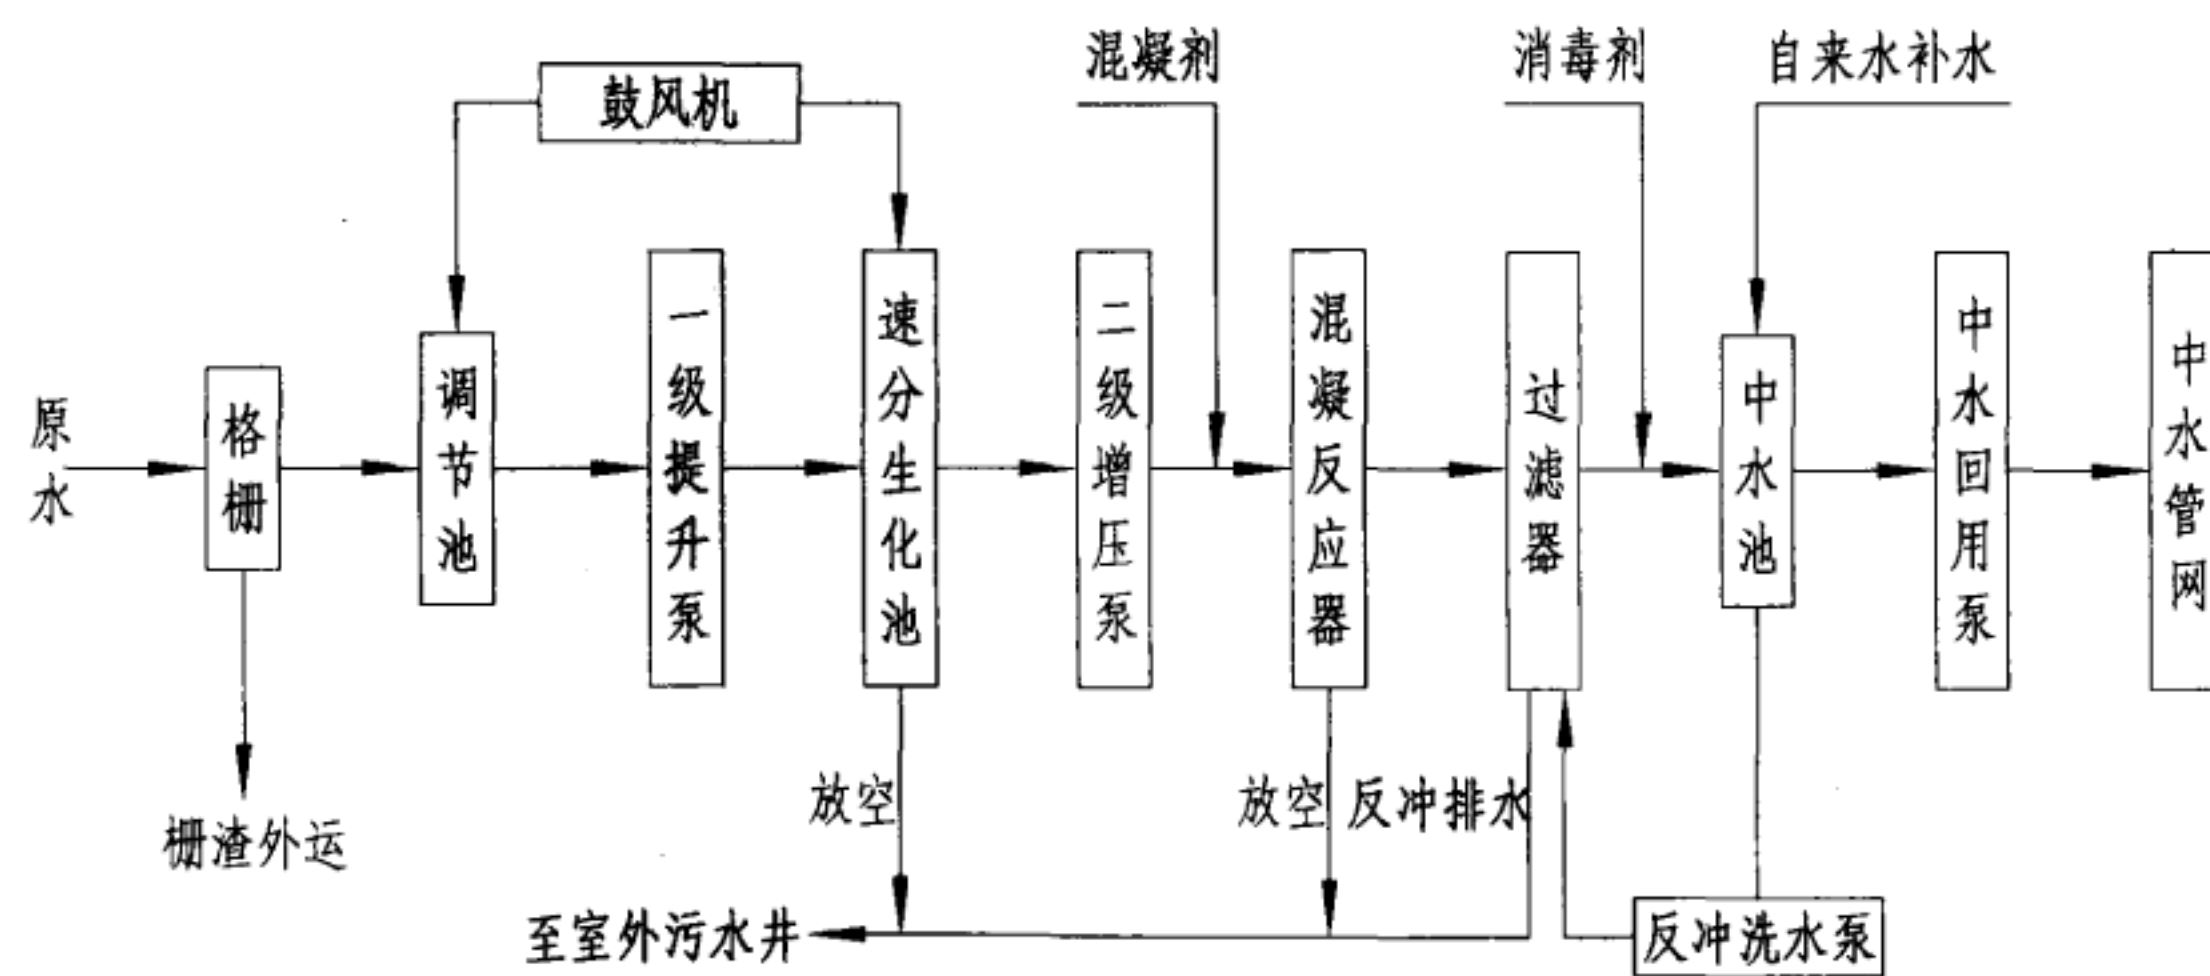 混凝剂
消毒剂
自来水补水
鼓风机
原水
格栅
调节池
一级提升泵
速分生化池
二级增压泵
混凝反应器
过滤器
中水池
中水回用泵
中水管网
放空
放空
反冲排水
栅渣外运
至室外污水井
反冲洗水泵